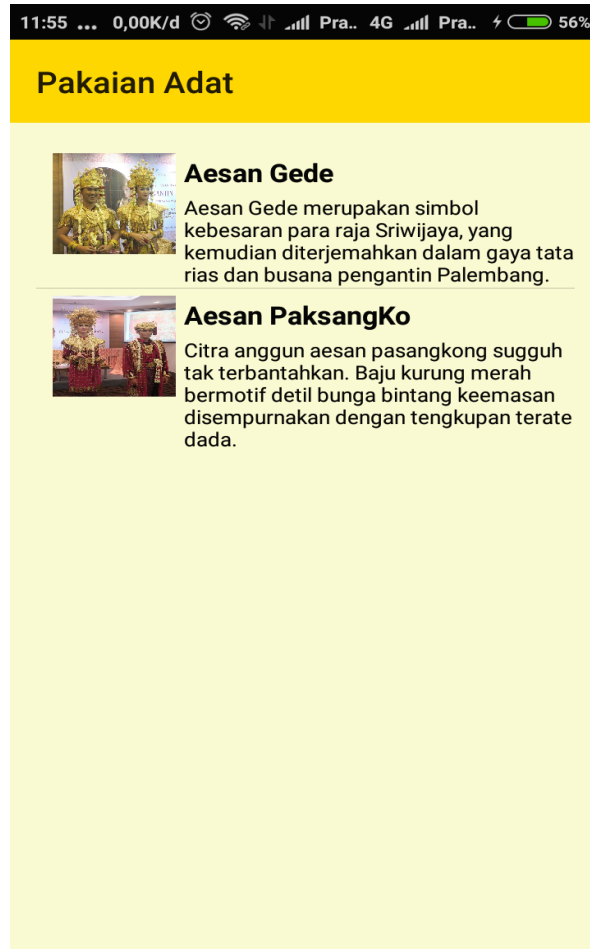 11:55 ... 0,00K/d Pra.. 4G Pra.. 56%
Pakaian Adat
Aesan Gede
Aesan Gede merupakan simbol
kebesaran para raja Sriwijaya, yang
kemudian diterjemahkan dalam gaya tata
rias dan busana pengantin Palembang.
Aesan PaksangKo
Citra anggun aesan pasangkong sugguh
tak terbantahkan. Baju kurung merah
bermotif detil bunga bintang keemasan
disempurnakan dengan tengkupan terate
dada.